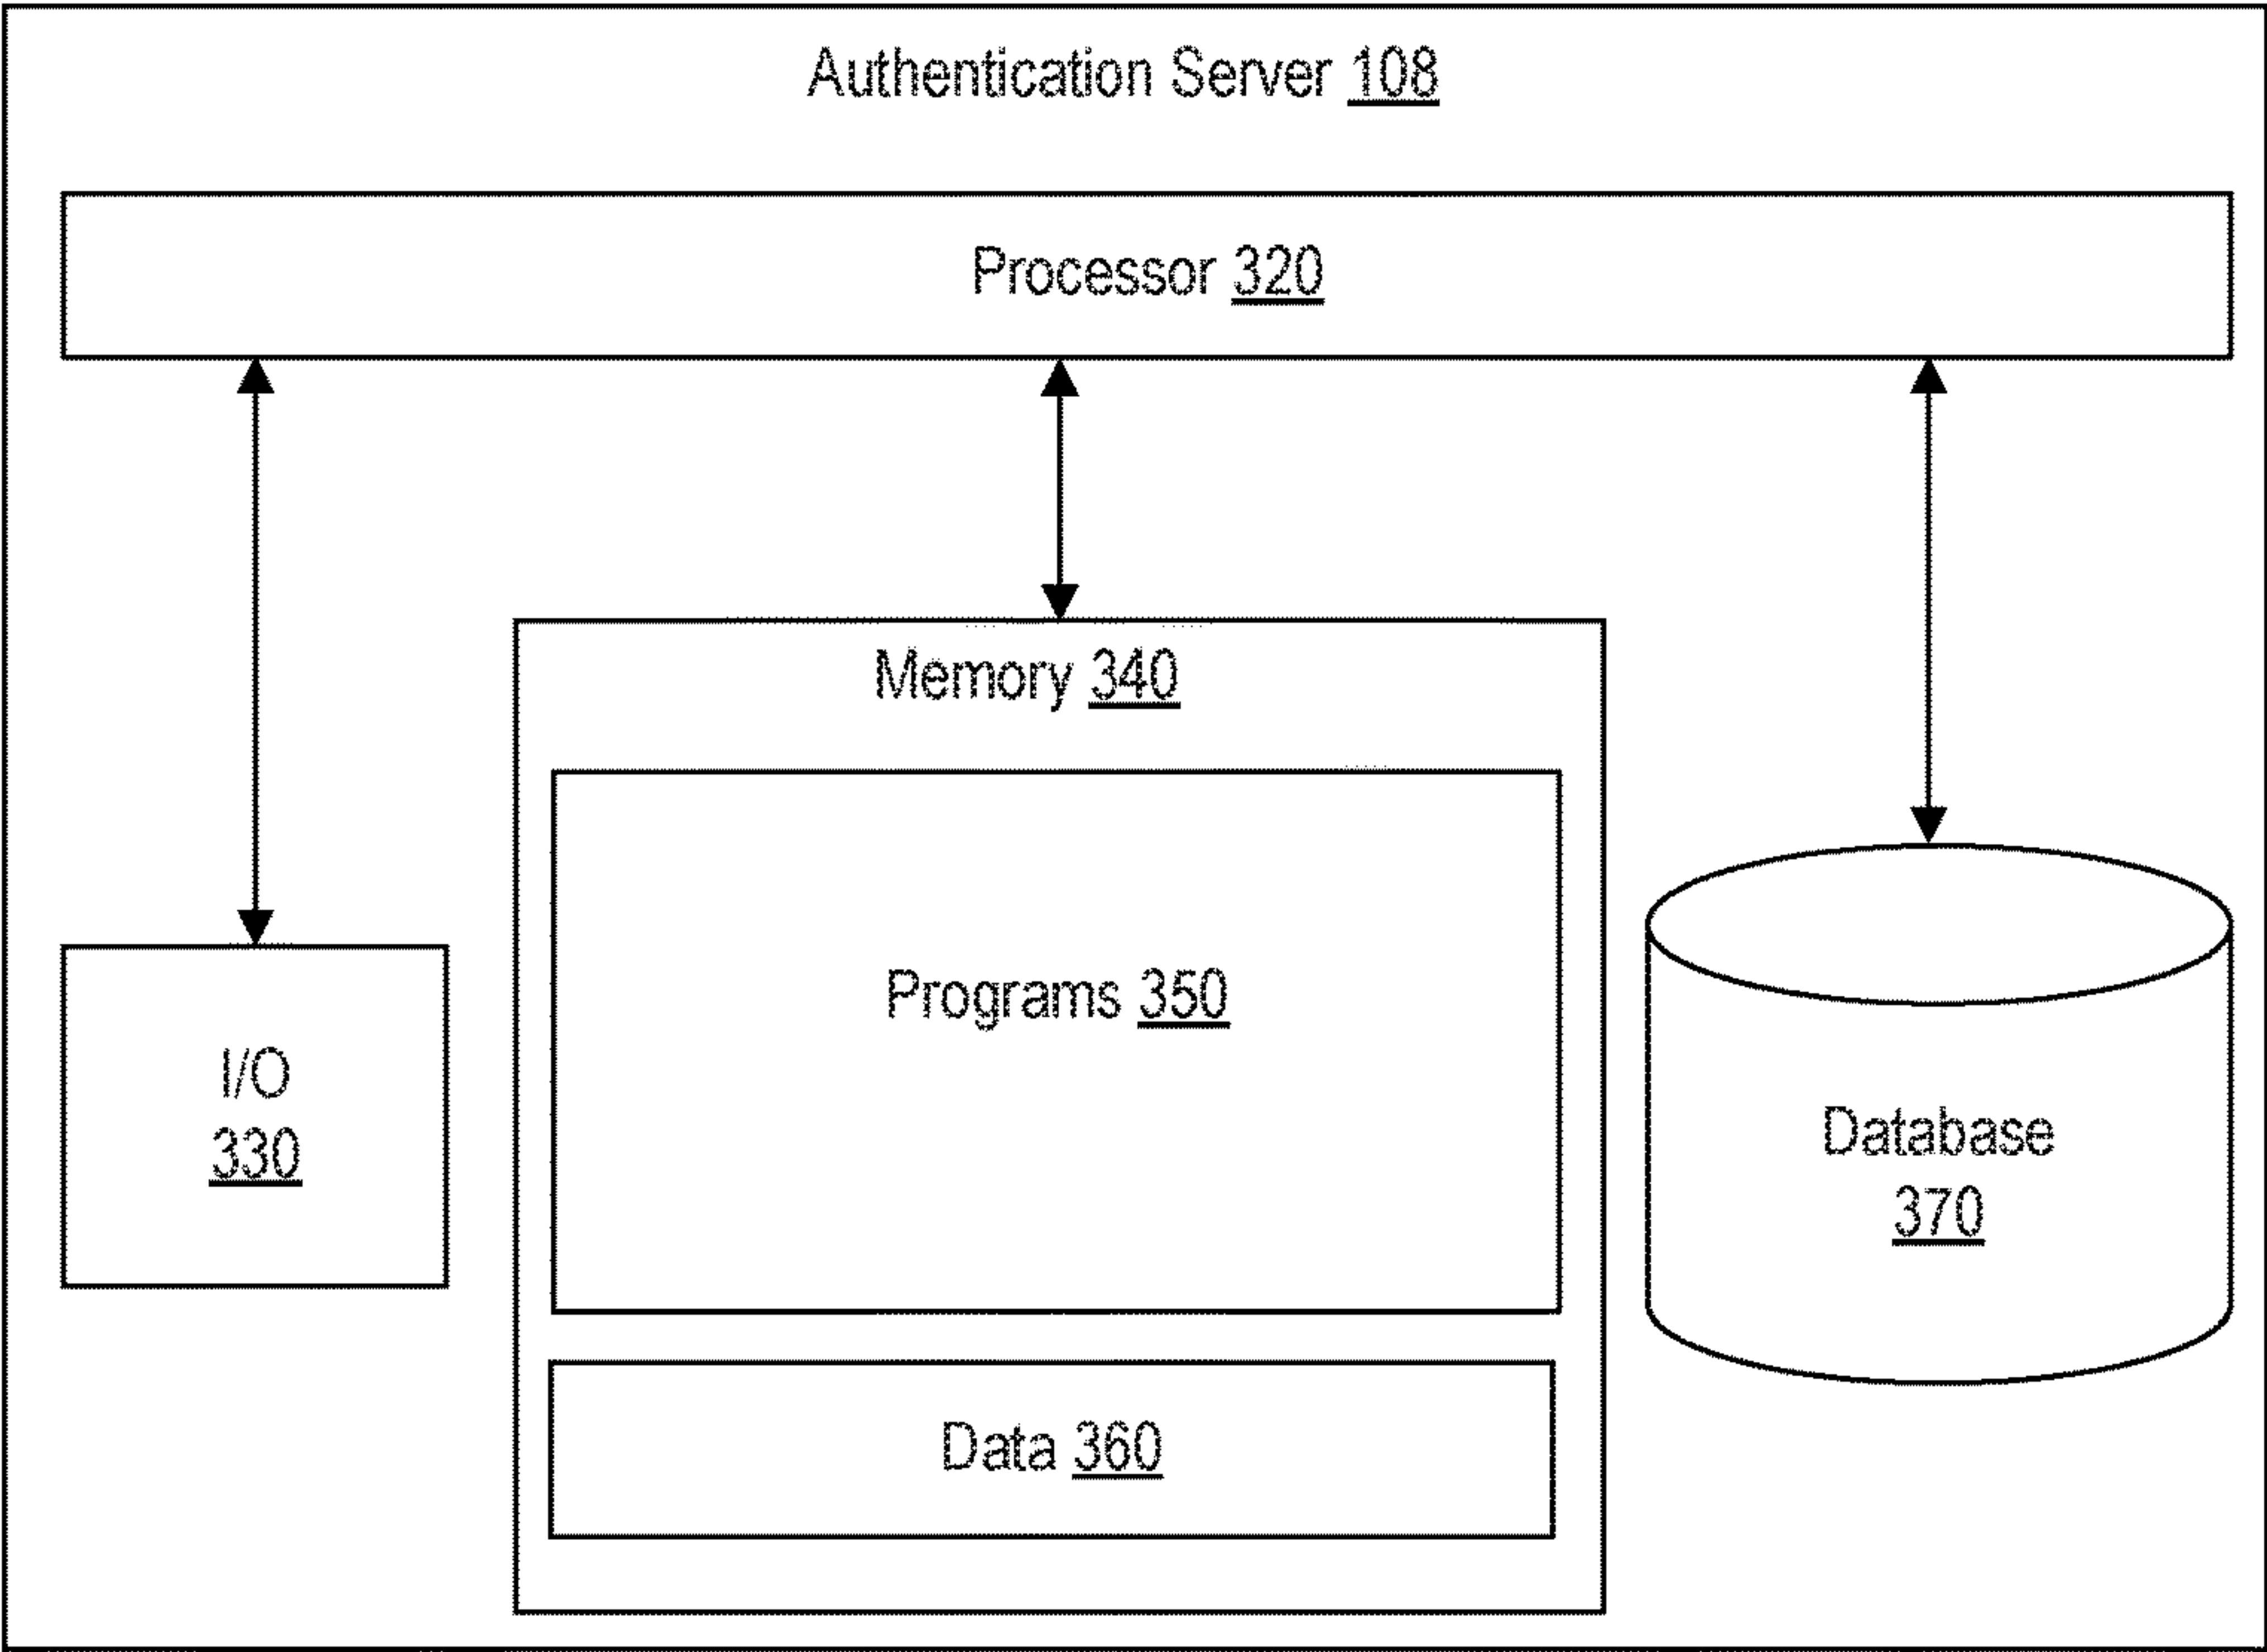 Authentication Server 108
Processor 320
Memory 340
Programs 350
I/O
330
Database
370
Data 360